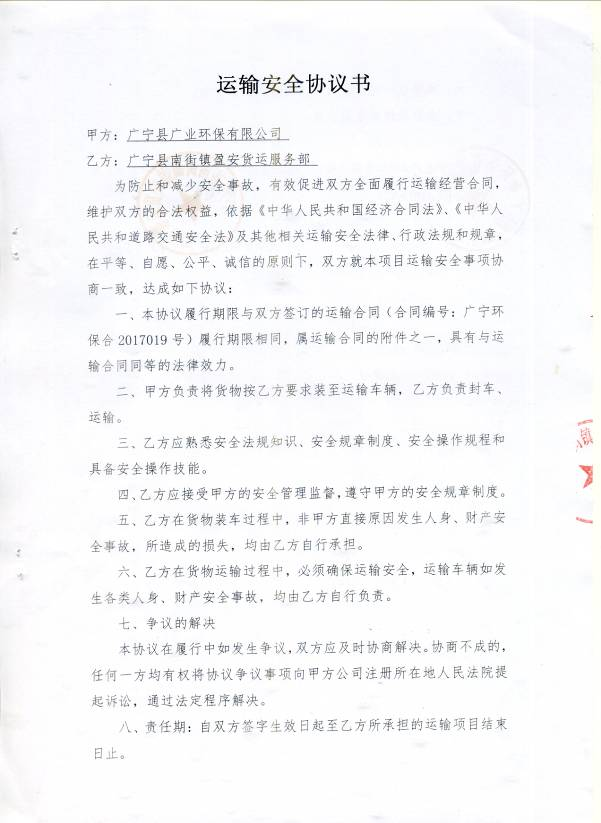 运输安全协议书
甲方：广宁县广业环保有限公司
乙方：广宁县南街镇盈安货运服务部
为防止和减少安全事故，有效促进双方全面履行运输经营合同，
维护双方的合法权益，依据《中华人民共和国经济合同法》、《中华人
民共和道路交通安全法》及其他相关运输安全法律、行政法规和规章，
在平等、自愿、公平、诚信的原则下，双方就本项目运输安全事项协
商一致，达成如下协议：
一、本协议履行期限与双方签订的运输合同（合同编号：广宁环
保合 2017019 号）履行期限相同，属运输合同的附件之一，具有与运
输合同同等的法律效力。
二、甲方负责将货物按乙方要求装至运输车辆，乙方负责封车、
运输。
三、乙方应熟悉安全法规知识、安全规章制度、安全操作规程和
具备安全操作技能。
四、乙方应接受甲方的安全管理监督，遵守甲方的安全规章制度。
五、乙方在货物装车过程中，非甲方直接原因发生人身、财产安
全事故，所造成的损失，均由乙方自行承担。
六、乙方在货物运输过程中，必须确保运输安全，运输车辆如发
生各类人身、财产安全事故，均由乙方自行负责。
七、争议的解决
本协议在履行中如发生争议，双方应及时协商解决。协商不成的，
任何一方均有权将协议争议事项向甲方公司注册所在地人民法院提
起诉讼，通过法定程序解决。
八、责任期：自双方签字生效日起至乙方所承担的运输项目结束
日止。
镇